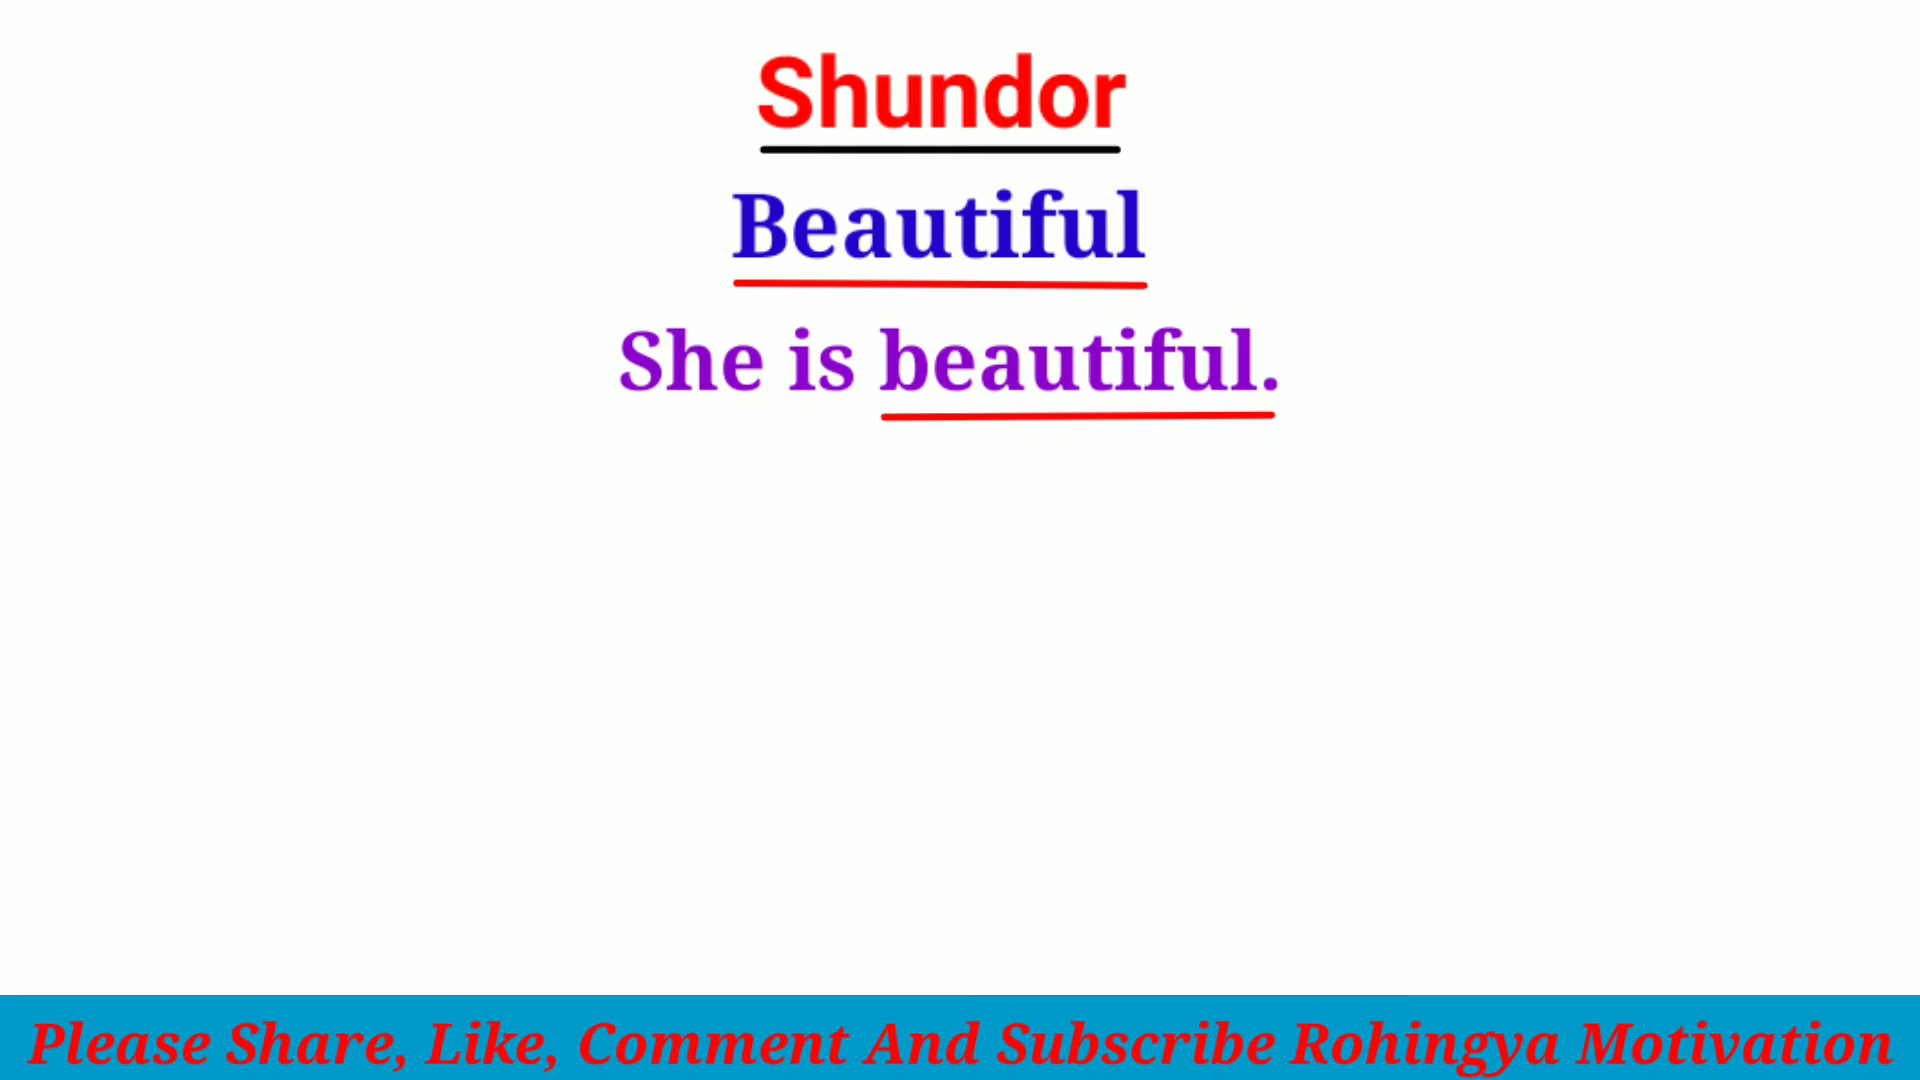 Shundor
Beautiful
She is beautiful.
Please Share, Like, Comment And Subscribe Rohingya Motivation